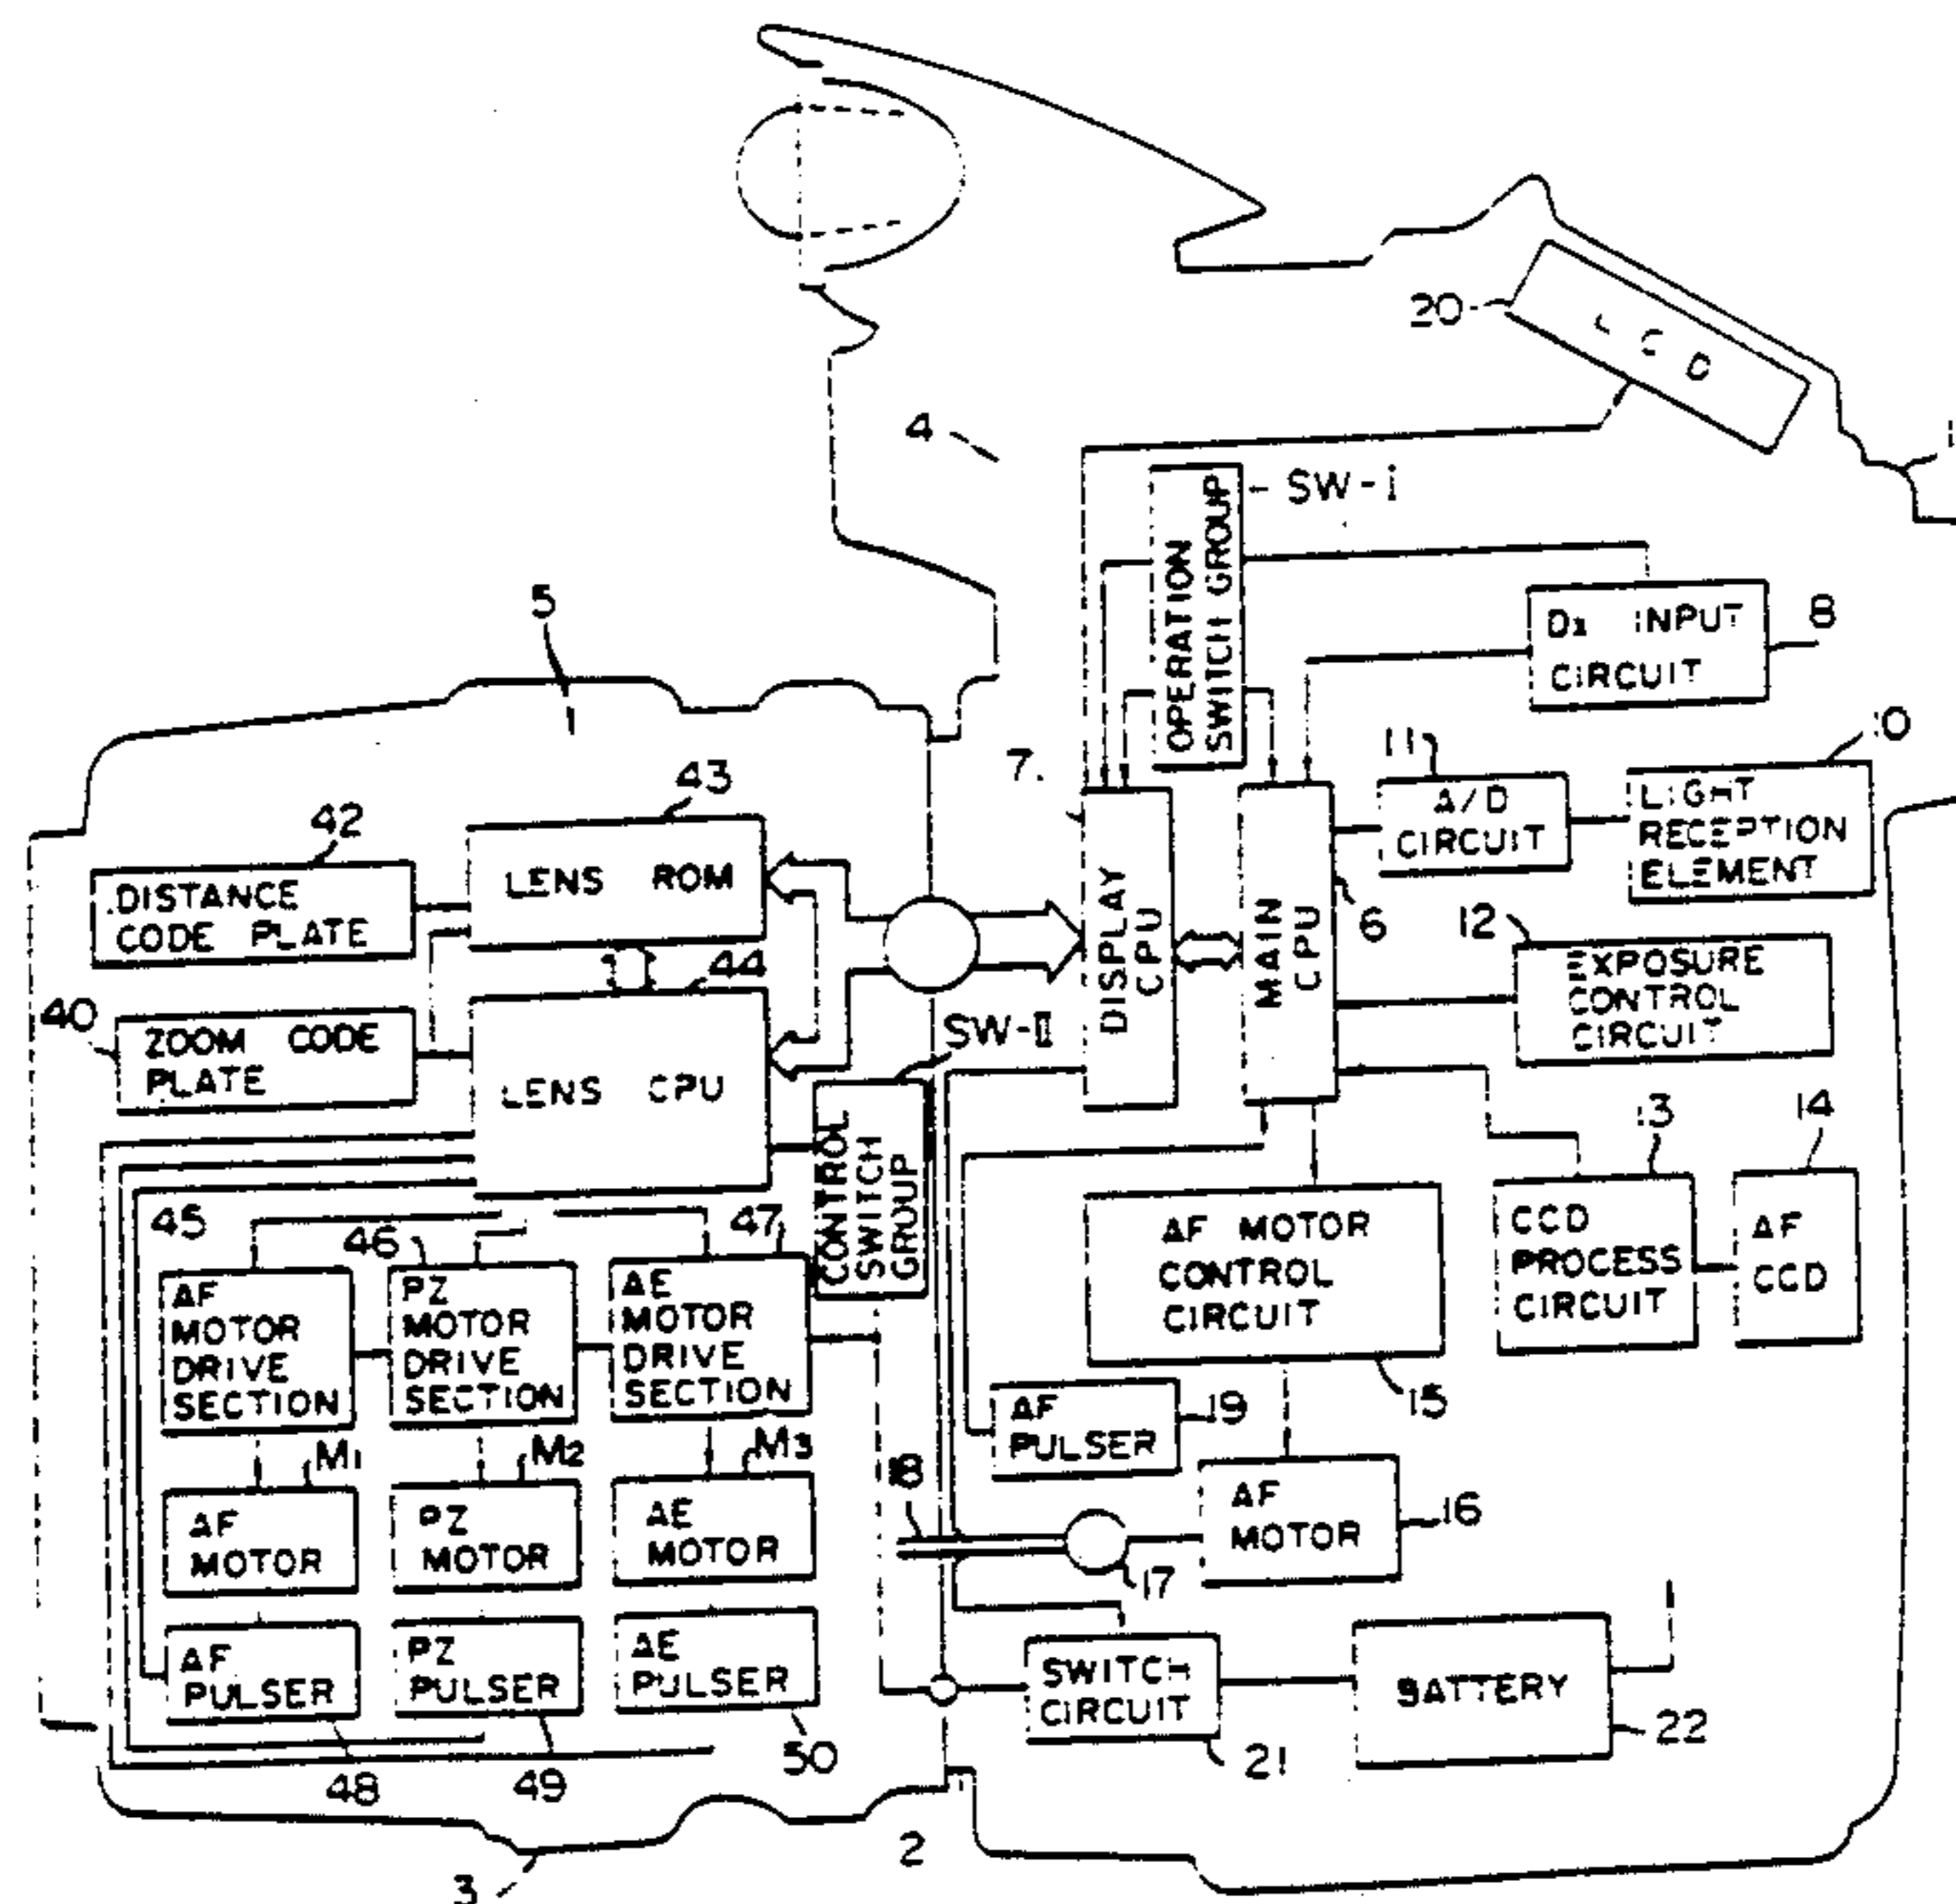 20
LCD
4
SW-I
OPERATION
SWITCH GROUP
5
Dx INPUT
CIRCUIT
8
7.
11
A/D
CIRCUIT
10
LIGHT
RECEPTION
ELEMENT
43
42
LENS ROM
DISTANCE
CODE PLATE
DISPLAY
CPU
MAIN
CPU
6
12
EXPOSURE
CONTROL
CIRCUIT
44
40
ZOOM CODE
PLATE
LENS CPU
SW-II
CONTROL
SWITCH
GROUP
13
14
CCD
PROCESS
CIRCUIT
AF
CCD
AF MOTOR
CONTROL
CIRCUIT
15
45
46
47
AF
MOTOR
DRIVE
SECTION
PZ
MOTOR
DRIVE
SECTION
AE
MOTOR
DRIVE
SECTION
AF
PULSER
19
M1
M2
M3
18
AF
MOTOR
PZ
MOTOR
AE
MOTOR
17
AF
MOTOR
16
AF
PULSER
PZ
PULSER
AE
PULSER
SWITCH
CIRCUIT
BATTERY
22
21
48
49
50
2
3